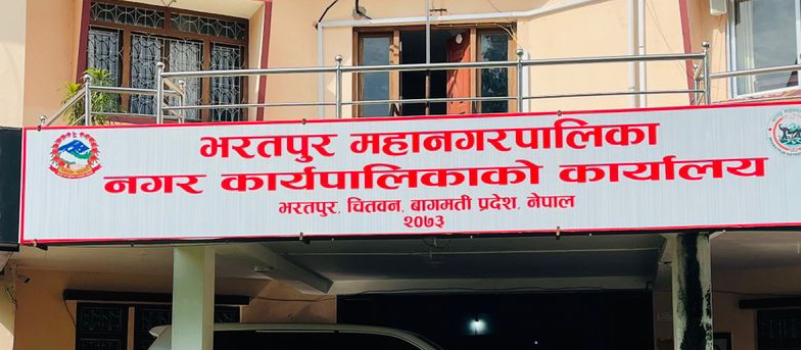 भरतपुर महानगरपालिका
नगर कार्यपालिकाको कार्यालय
भरतपुर, चितवन, बागमती प्रदेश, नेपाल
२०७३